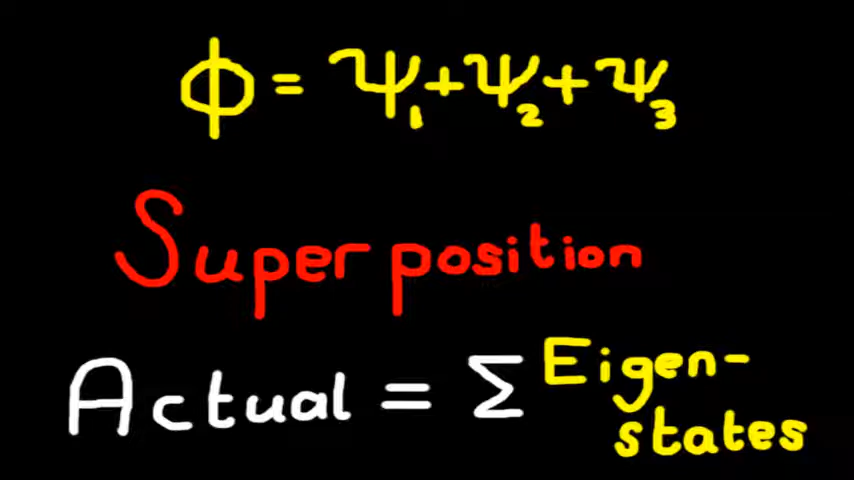 Φ = Ψ₁ + Ψ₂ + Ψ₃
Superposition
Actual = Σ Eigen-
states